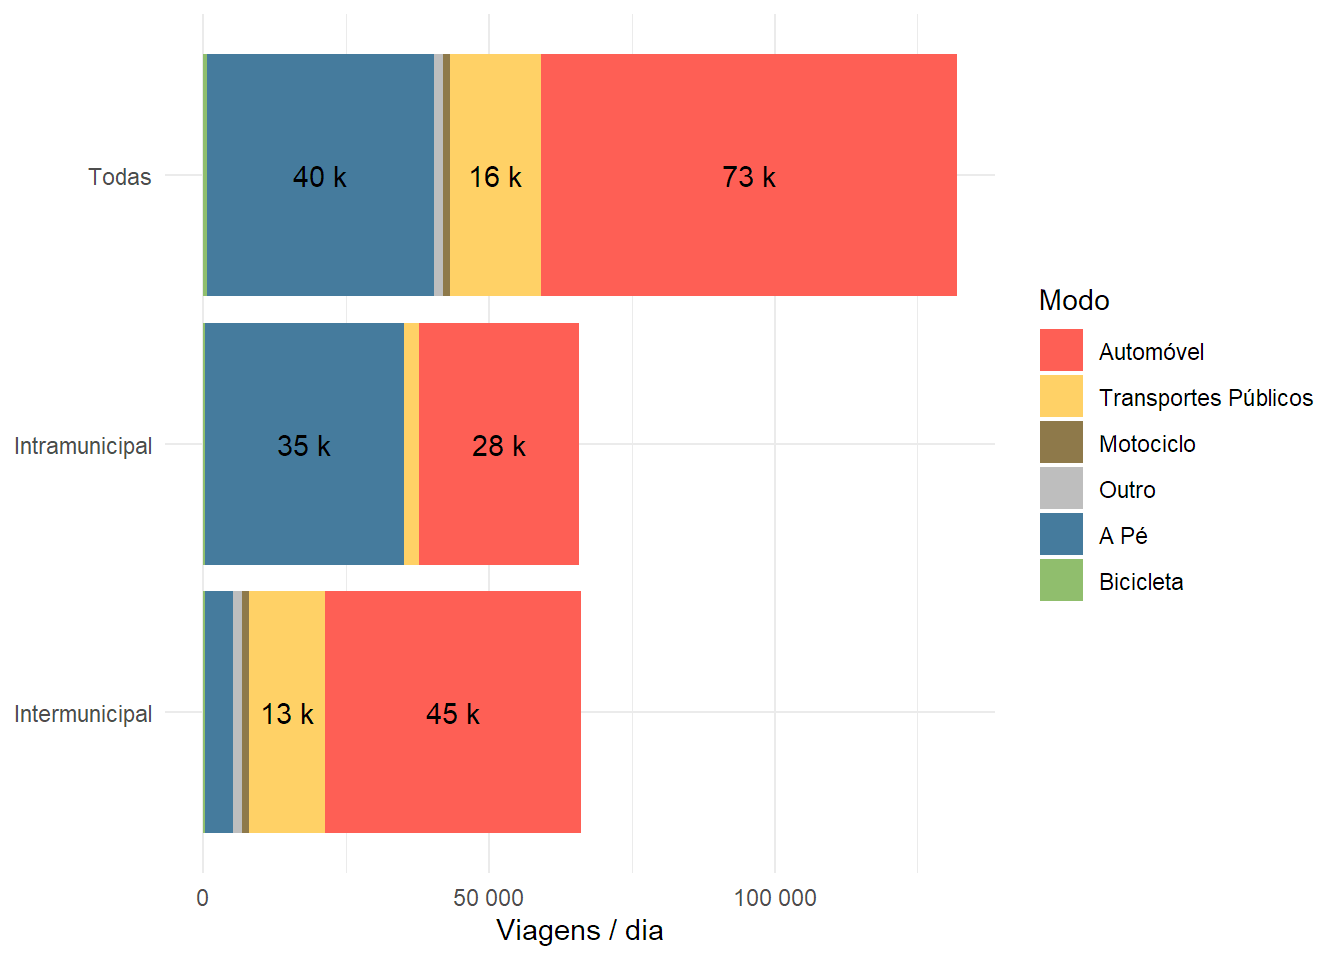 Todas
40 k
16 k
73 k
Intramunicipal
35 k
28 k
Intermunicipal
13 k
45 k
0
50 000
100 000
Viagens / dia
Modo
Automóvel
Transportes Públicos
Motociclo
Outro
A Pé
Bicicleta